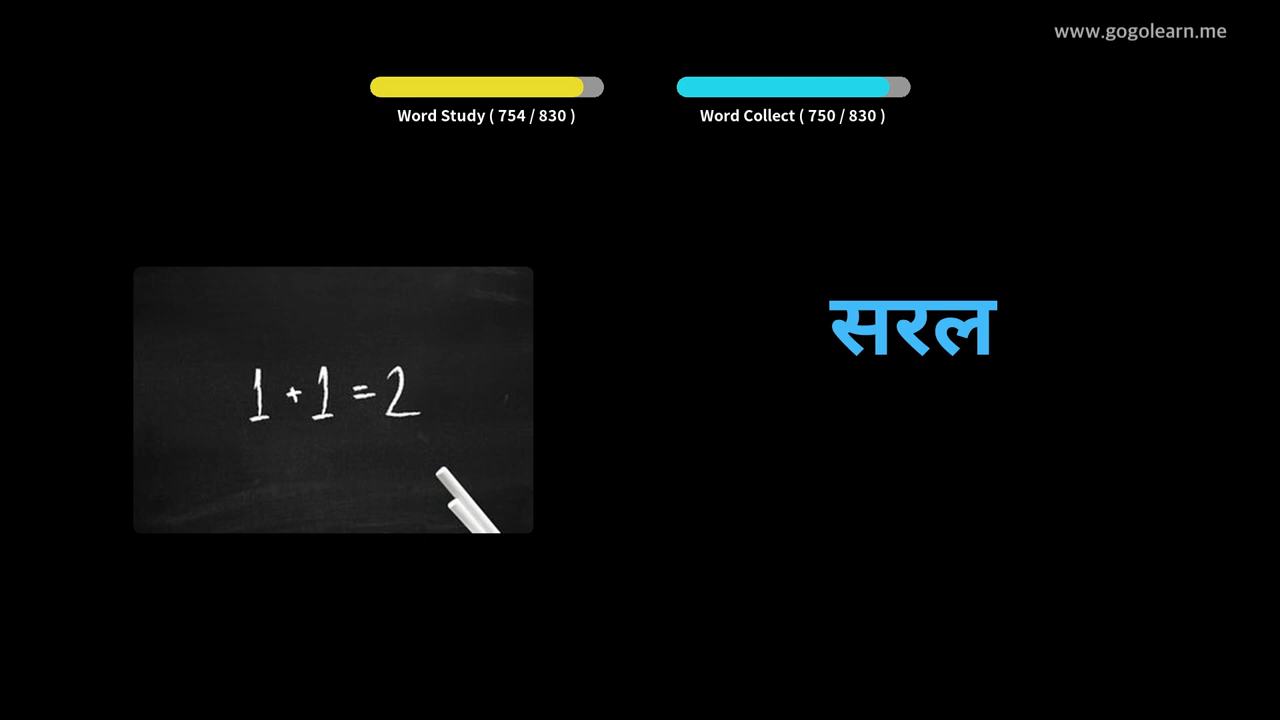 www.gogolearn.me
Word Study ( 754 / 830 )
Word Collect ( 750 / 830 )
1 + 1 = 2
सरल